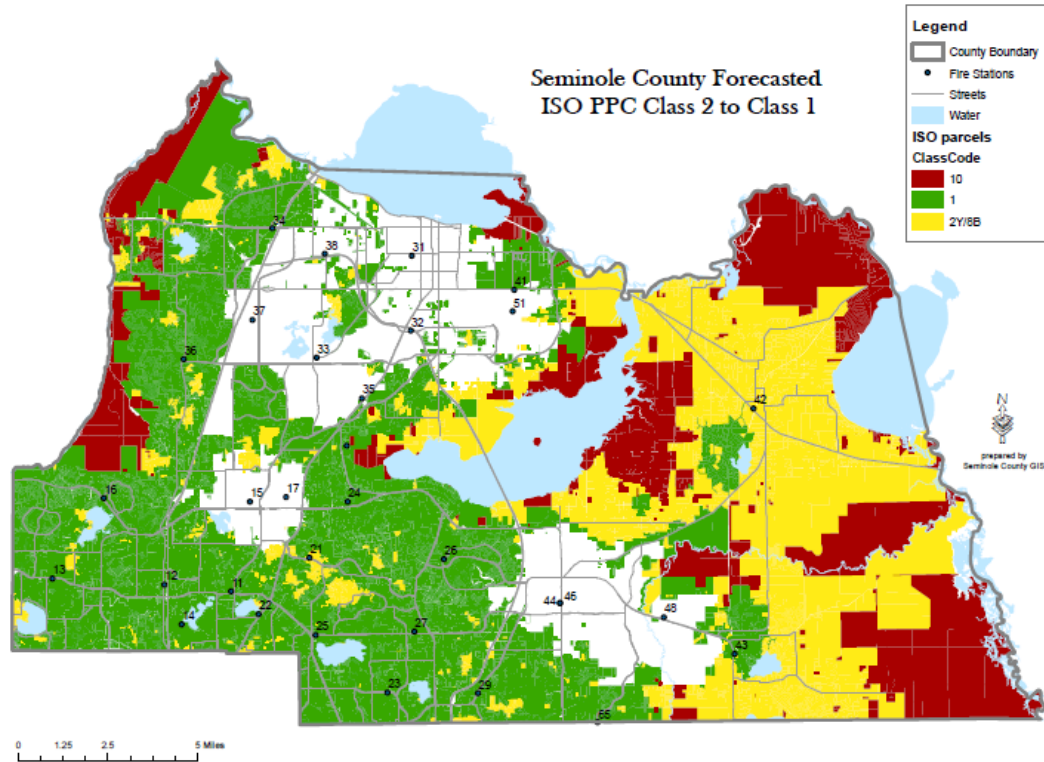 Seminole County Forecasted
ISO PPC Class 2 to Class 1
Legend
County Boundary
Fire Stations
Streets
Water
ISO parcels
ClassCode
10
1
2Y/8B
34
38
31
41
51
37
32
33
36
35
42
N
prepared by
Seminole County GIS
16
15
17
24
21
26
13
12
11
14
22
44
46
48
25
27
43
23
29
65
0
1.25
2.5
5 Miles